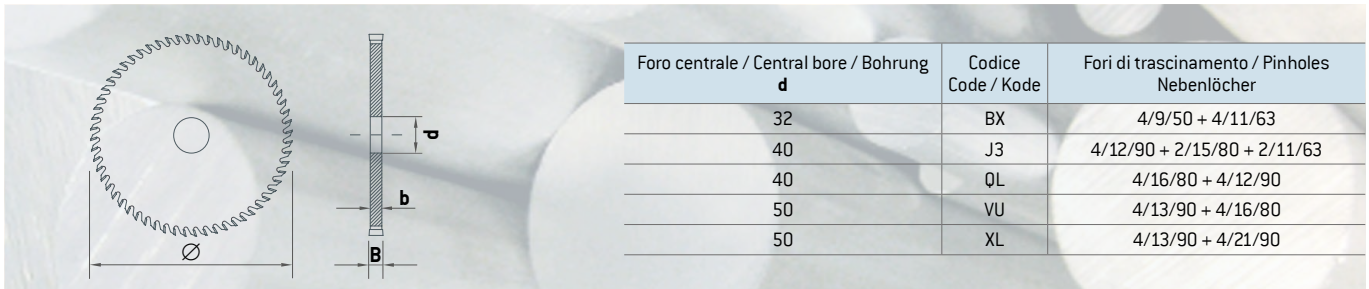 Ø
B
b
d
Foro centrale / Central bore / Bohrung
d
Codice
Code / Kode
Fori di trascinamento / Pinholes
Nebenlöcher
32 BX 4/9/50 + 4/11/63
40 J3 4/12/90 + 2/15/80 + 2/11/63
40 QL 4/16/80 + 4/12/90
50 VU 4/13/90 + 4/16/80
50 XL 4/13/90 + 4/21/90